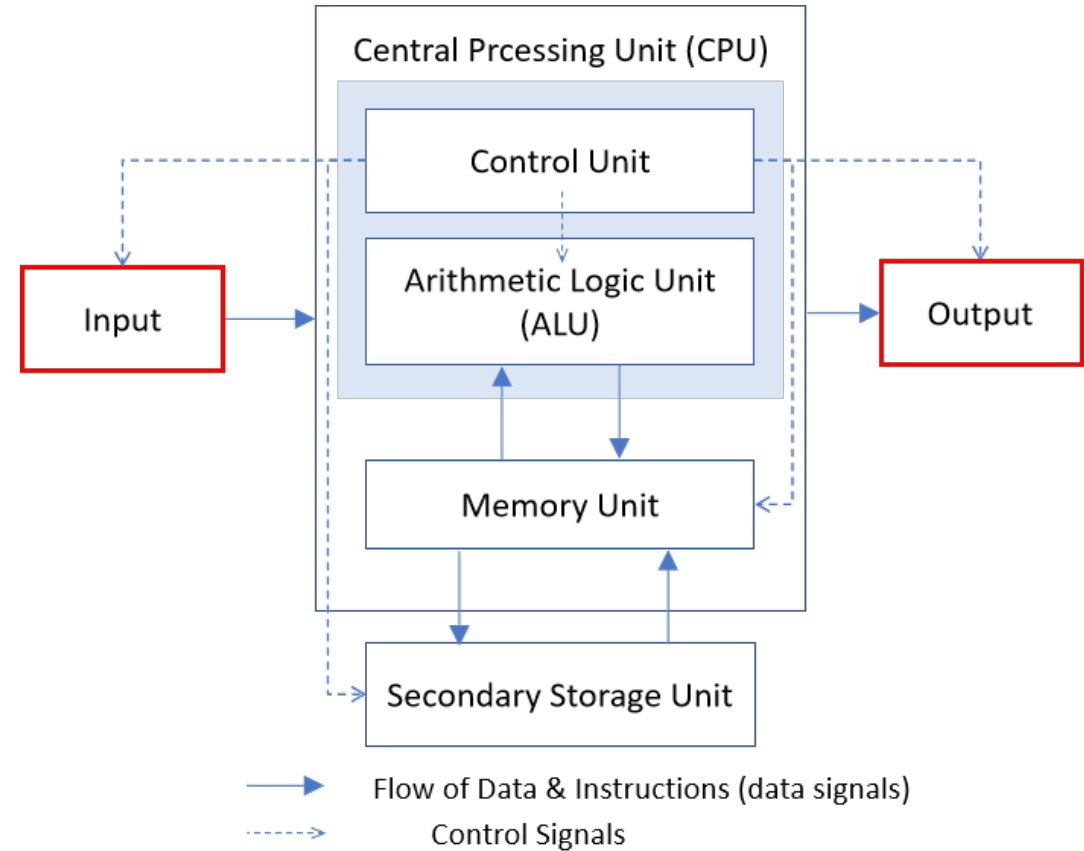 Central Prcessing Unit (CPU)
Control Unit
Arithmetic Logic Unit
(ALU)
Input
Output
Memory Unit
Secondary Storage Unit
Flow of Data & Instructions (data signals)
Control Signals